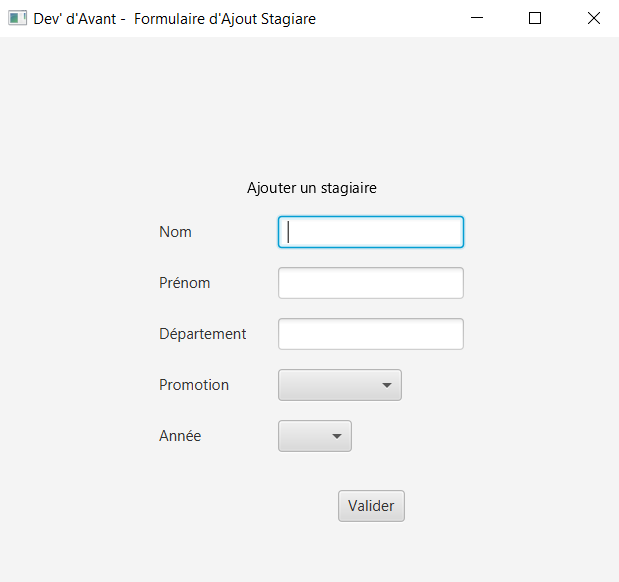 Dev' d'Avant -  Formulaire d'Ajout Stagiare
Ajouter un stagiaire
Nom
Prénom
Département
Promotion
Année
Valider